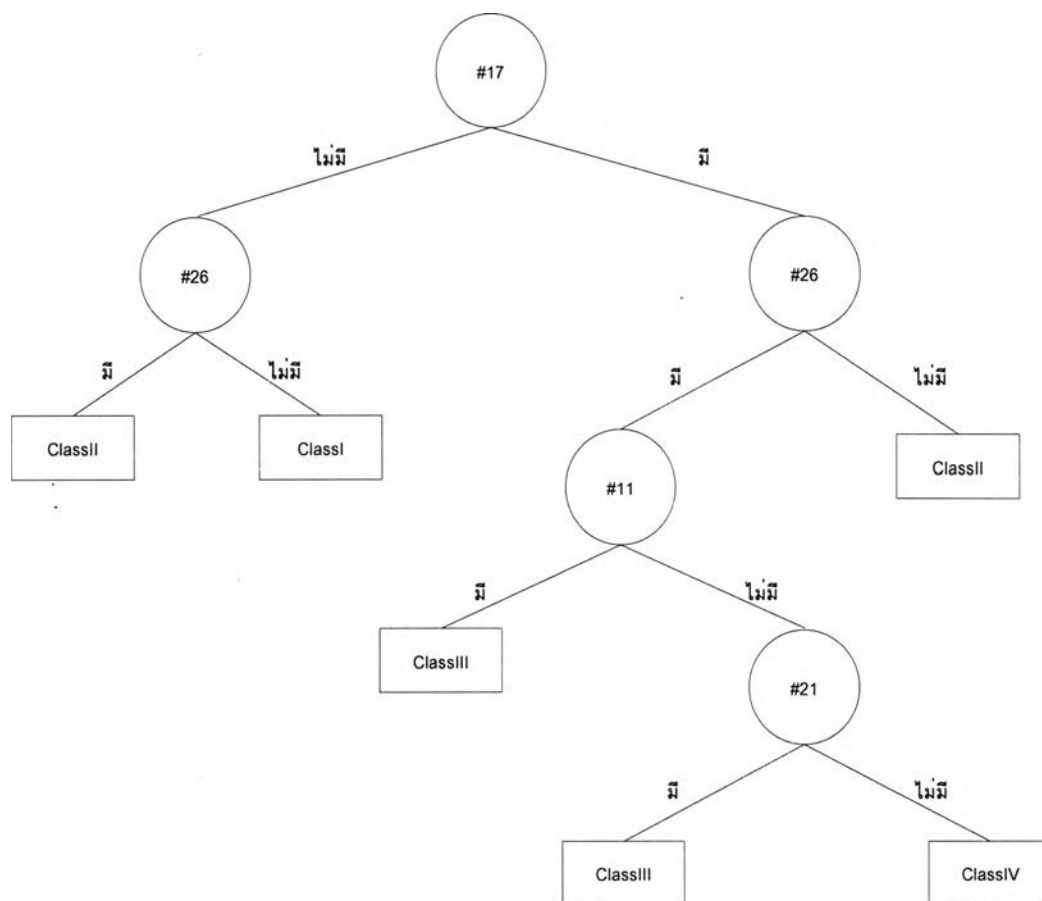 #17
ไม่มี
มี
#26
#26
มี
ไม่มี
มี
ไม่มี
ClassII
ClassI
ClassII
#11
มี
ไม่มี
ClassIII
#21
มี
ไม่มี
ClassIII
ClassIV